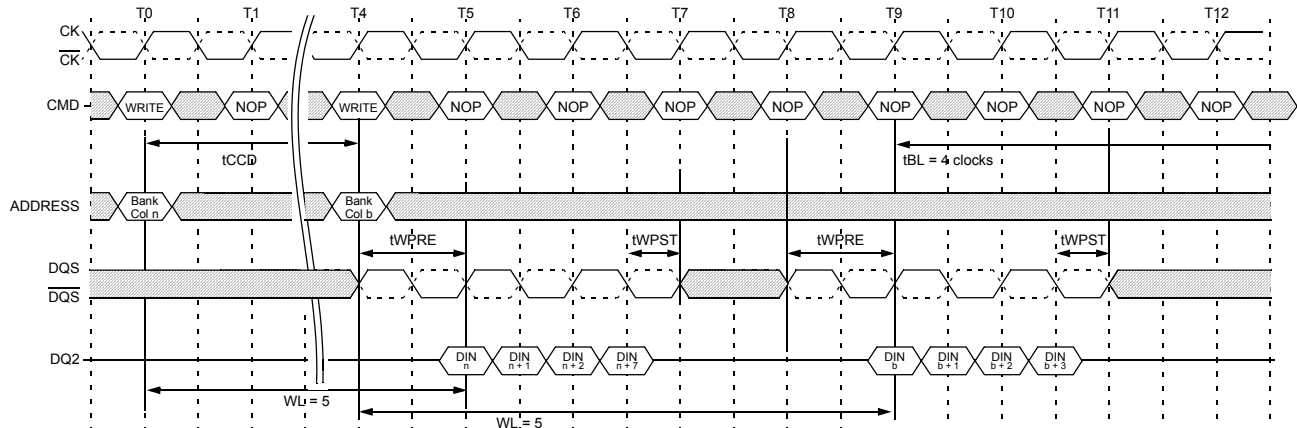 T0 T1 T4 T5 T6 T7 T8 T9 T10 T11 T12
CK
CK
CMD WRITE NOP WRITE NOP NOP NOP NOP NOP NOP NOP NOP
tCCD tBL = 4 clocks
ADDRESS Bank Col n Bank Col b
tWPRE tWPST tWPRE tWPST
DQS
DQS
DQ2 DIN n DIN n + 1 DIN n + 2 DIN n + 7 DIN b DIN b + 1 DIN b + 2 DIN b + 3
WL = 5
WL = 5